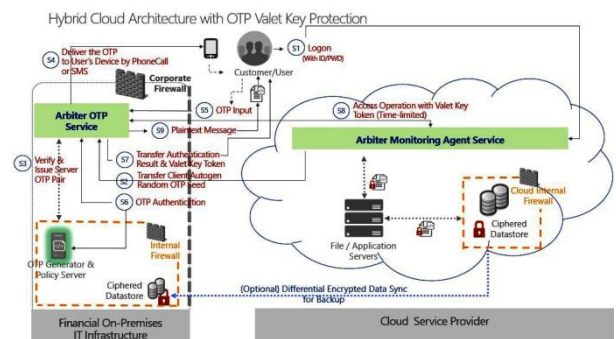 Hybrid Cloud Architecture with OTP Valet Key Protection
S4
Deliver the OTP
to User's Device by PhoneCall
or SMS
S1
Logon
(With ID/PWD)
Customer/User
Corporate
Firewall
Arbiter OTP
Service
S5
OTP Input
S9
Plaintext Message
S8
Access Operation with Valet Key
Token (Time-limited)
Arbiter Monitoring Agent Service
S3
Verify &
Issue Server
OTP Pair
S7
Transfer Authentication
Result & Valet Key Token
S2
Transfer Client Autogen
Random OTP Seed
S6
OTP Authentication
Internal
Firewall
OTP Generator &
Policy Server
Ciphered
Datastore
File / Application
Servers
Cloud Internal
Firewall
Ciphered
Datastore
(Optional) Differential Encrypted Data Sync
for Backup
Financial On-Premises
IT Infrastructure
Cloud Service Provider